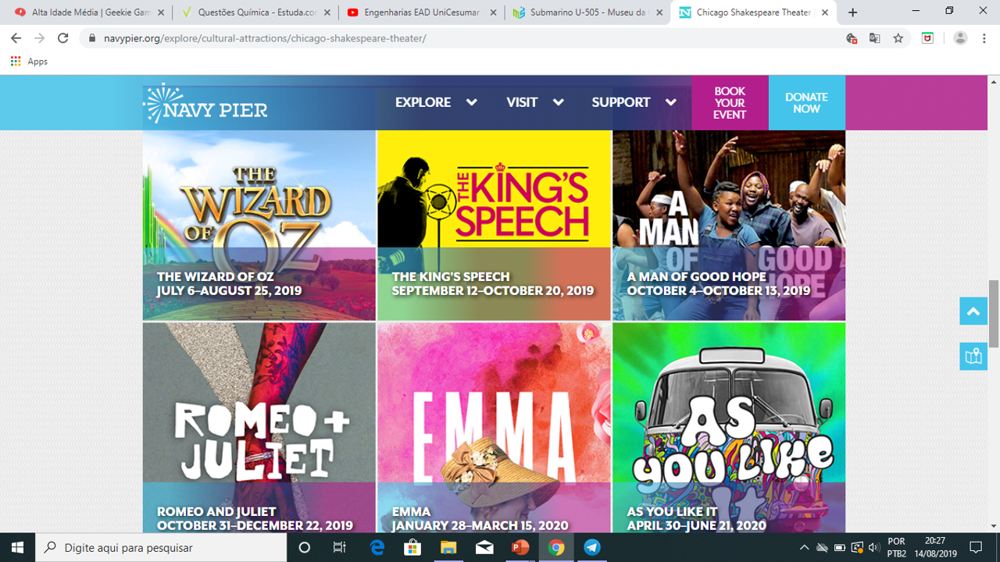 Alta Idade Média | Geekie Gam
Questões Química - Estuda.com
Engenharias EAD UniCesumar
Submarino U-505 - Museu da
Chicago Shakespeare Theater
navypier.org/explore/cultural-attractions/chicago-shakespeare-theater/
Apps
NAVY PIER
EXPLORE
VISIT
SUPPORT
BOOK
YOUR
EVENT
DONATE
NOW
THE
WIZARD
OF OZ
THE WIZARD OF OZ
JULY 6–AUGUST 25, 2019
THE KING'S
SPEECH
THE KING'S SPEECH
SEPTEMBER 12–OCTOBER 20, 2019
A
MAN
OF GOOD
HOPE
A MAN OF GOOD HOPE
OCTOBER 4–OCTOBER 13, 2019
ROMEO +
JULIET
ROMEO AND JULIET
OCTOBER 31–DECEMBER 22, 2019
EMMA
EMMA
JANUARY 28–MARCH 15, 2020
AS
YOU LIKE
It
AS YOU LIKE IT
APRIL 30–JUNE 21, 2020
Digite aqui para pesquisar
POR
PTB2
20:27
14/08/2019